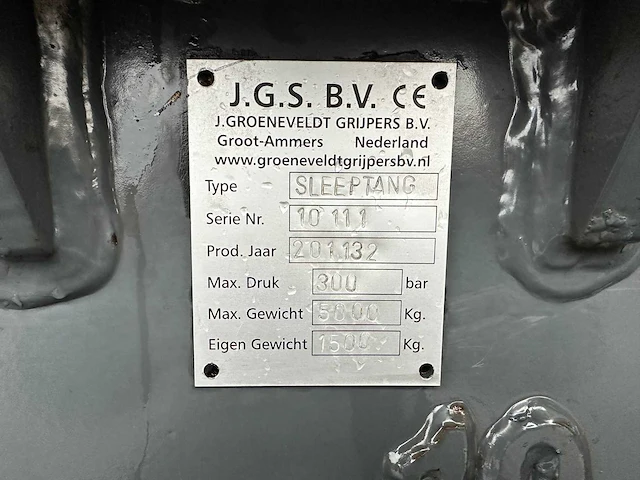 J.G.S. B.V. CE
J.GROENEVELDT GRIJPERS B.V.
Groot-Ammers Nederland
www.groeneveldtgrijpersbv.nl
Type SLEEPTANG
Serie Nr. 10 111
Prod. Jaar 201132
Max. Druk 300 bar
Max. Gewicht 5000 Kg.
Eigen Gewicht 1500 Kg.